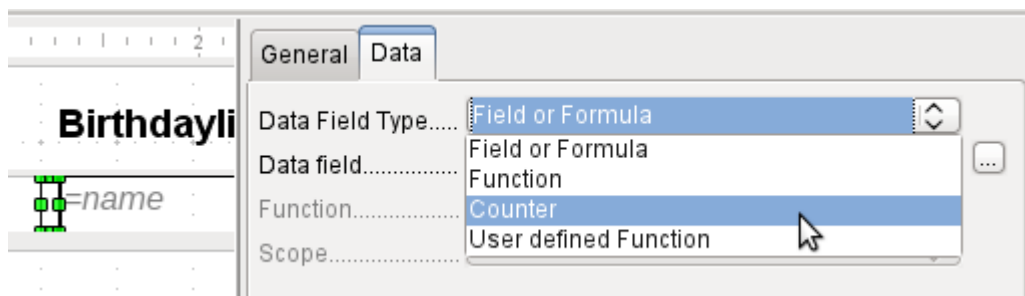 2
General Data
Birthdayli
Data Field Type..... Field or Formula
Field or Formula
Data field................ ...
=name
Function
Function................. Counter
User defined Function
Scope.....................